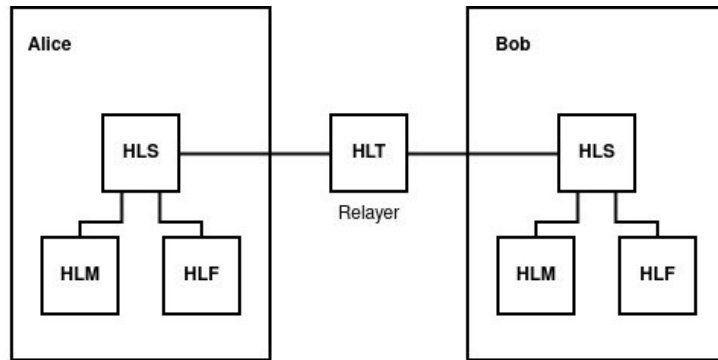 Alice
Bob
HLS
HLT
HLS
Relayer
HLM
HLF
HLM
HLF